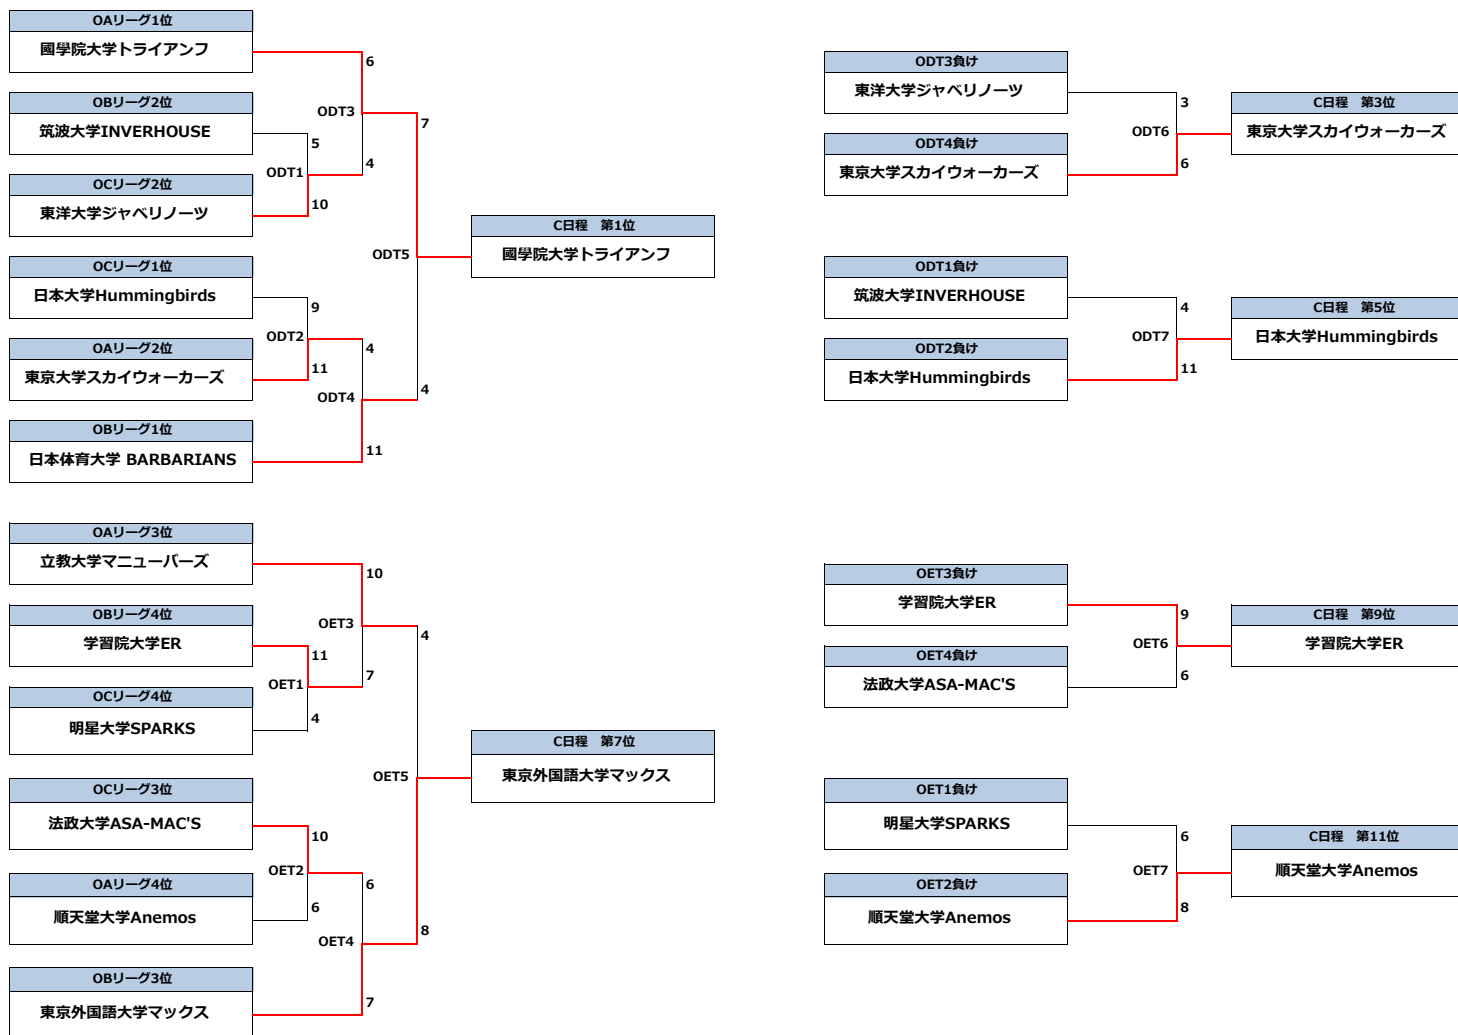 OAリーグ1位
國學院大学トライアンフ
6
OBリーグ2位
筑波大学INVERHOUSE
ODT3
7
5
ODT1
4
OCリーグ2位
東洋大学ジャベリノーツ
10
C日程　第1位
國學院大学トライアンフ
ODT5
OCリーグ1位
日本大学Hummingbirds
9
ODT2
4
OAリーグ2位
東京大学スカイウォーカーズ
11
ODT4
4
OBリーグ1位
日本体育大学 BARBARIANS
11
ODT3負け
東洋大学ジャベリノーツ
3
ODT6
C日程　第3位
東京大学スカイウォーカーズ
ODT4負け
東京大学スカイウォーカーズ
6
ODT1負け
筑波大学INVERHOUSE
4
ODT7
C日程　第5位
日本大学Hummingbirds
ODT2負け
日本大学Hummingbirds
11
OAリーグ3位
立教大学マニューバーズ
10
OBリーグ4位
学習院大学ER
OET3
4
11
OET1
7
OCリーグ4位
明星大学SPARKS
4
C日程　第7位
東京外国語大学マックス
OET5
OCリーグ3位
法政大学ASA-MAC'S
10
OET2
6
OAリーグ4位
順天堂大学Anemos
6
OET4
8
OBリーグ3位
東京外国語大学マックス
7
OET3負け
学習院大学ER
9
OET6
C日程　第9位
学習院大学ER
OET4負け
法政大学ASA-MAC'S
6
OET1負け
明星大学SPARKS
6
OET7
C日程　第11位
順天堂大学Anemos
OET2負け
順天堂大学Anemos
8